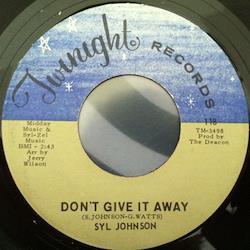 Twinight
RECORDS
118
Midday
Music &
Syl-Zel
Music
BMI - 2:43
Arr by
Jerry
Wilson
TM-3498
Prod by
The Deacon
DON'T GIVE IT AWAY
(S.JOHNSON-G.WATTS)
SYL JOHNSON